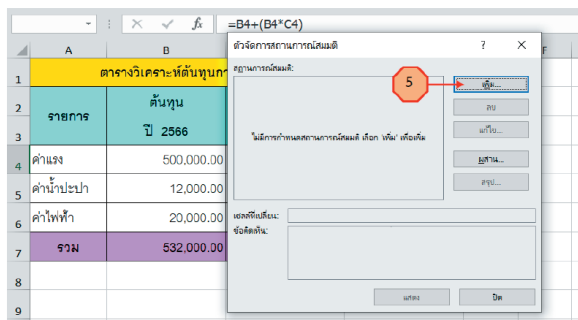 =B4+(B4*C4)
A B F
1 ตารางวิเคราะห์ต้นทุนกา
2 รายการ ต้นทุน
3 ปี 2566
4 ค่าแรง 500,000.00
5 ค่าน้ำประปา 12,000.00
6 ค่าไฟฟ้า 20,000.00
7 รวม 532,000.00
8
9
ตัวจัดการสถานการณ์สมมติ ? ×
สถานการณ์สมมติ:
5
เพิ่ม...
ลบ
แก้ไข...
ผสาน...
สรุป...
ไม่มีการกำหนดสถานการณ์สมมติ เลือก 'เพิ่ม' เพื่อเพิ่ม
เซลล์ที่เปลี่ยน:
ข้อคิดเห็น:
แสดง ปิด